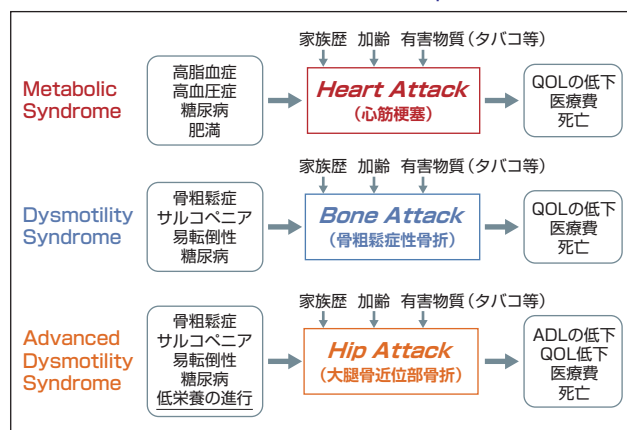 家族歴 加齢 有害物質(タバコ等)
Metabolic
Syndrome
高脂血症
高血圧症
糖尿病
肥満
Heart Attack
(心筋梗塞)
QOLの低下
医療費
死亡
家族歴 加齢 有害物質(タバコ等)
Dysmotility
Syndrome
骨粗鬆症
サルコペニア
易転倒性
糖尿病
Bone Attack
(骨粗鬆症性骨折)
QOLの低下
医療費
死亡
家族歴 加齢 有害物質(タバコ等)
Advanced
Dysmotility
Syndrome
骨粗鬆症
サルコペニア
易転倒性
糖尿病
低栄養の進行
Hip Attack
(大腿骨近位部骨折)
ADLの低下
QOL低下
医療費
死亡